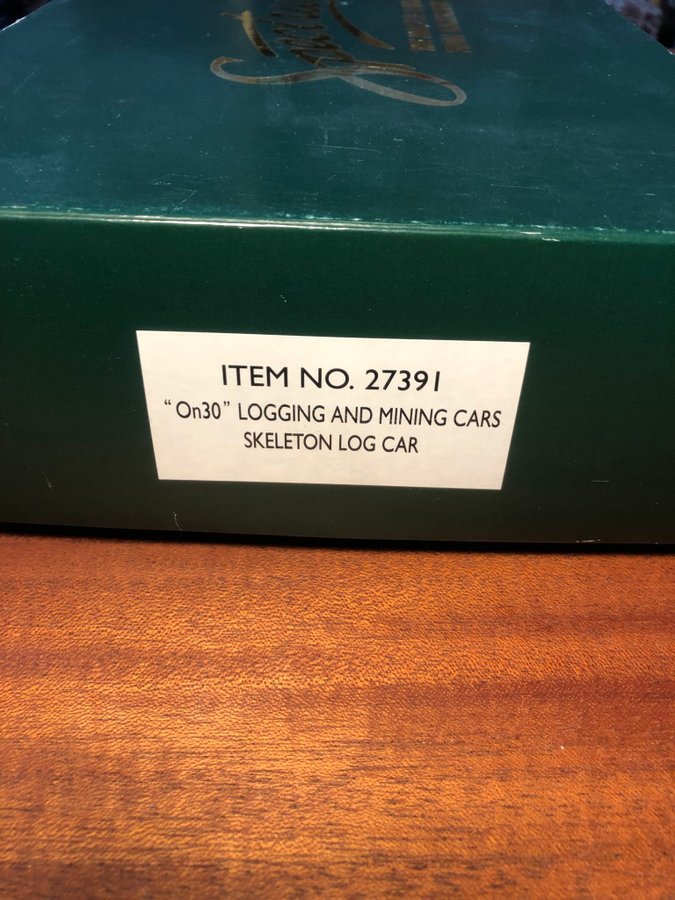 ITEM NO. 27391
“On30” LOGGING AND MINING CARS
SKELETON LOG CAR